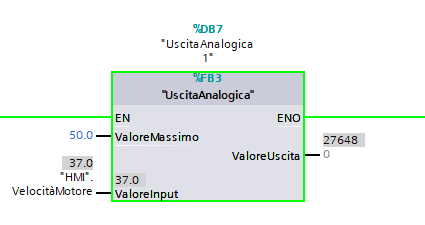 %DB7
"UscitaAnalogica
1"
%FB3
"UscitaAnalogica"
EN
ENO
50.0
ValoreMassimo
27648
ValoreUscita
0
37.0
"HMI".
37.0
VelocitàMotore
ValoreInput